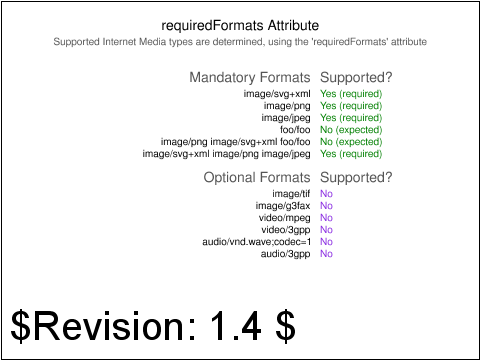 requiredFormats Attribute
Supported Internet Media types are determined, using the 'requiredFormats' attribute
Mandatory Formats Supported?
image/svg+xml Yes (required)
image/png Yes (required)
image/jpeg Yes (required)
foo/foo No (expected)
image/png image/svg+xml foo/foo No (expected)
image/svg+xml image/png image/jpeg Yes (required)
Optional Formats Supported?
image/tif No
image/g3fax No
video/mpeg No
video/3gpp No
audio/vnd.wave;codec=1 No
audio/3gpp No
$Revision: 1.4 $